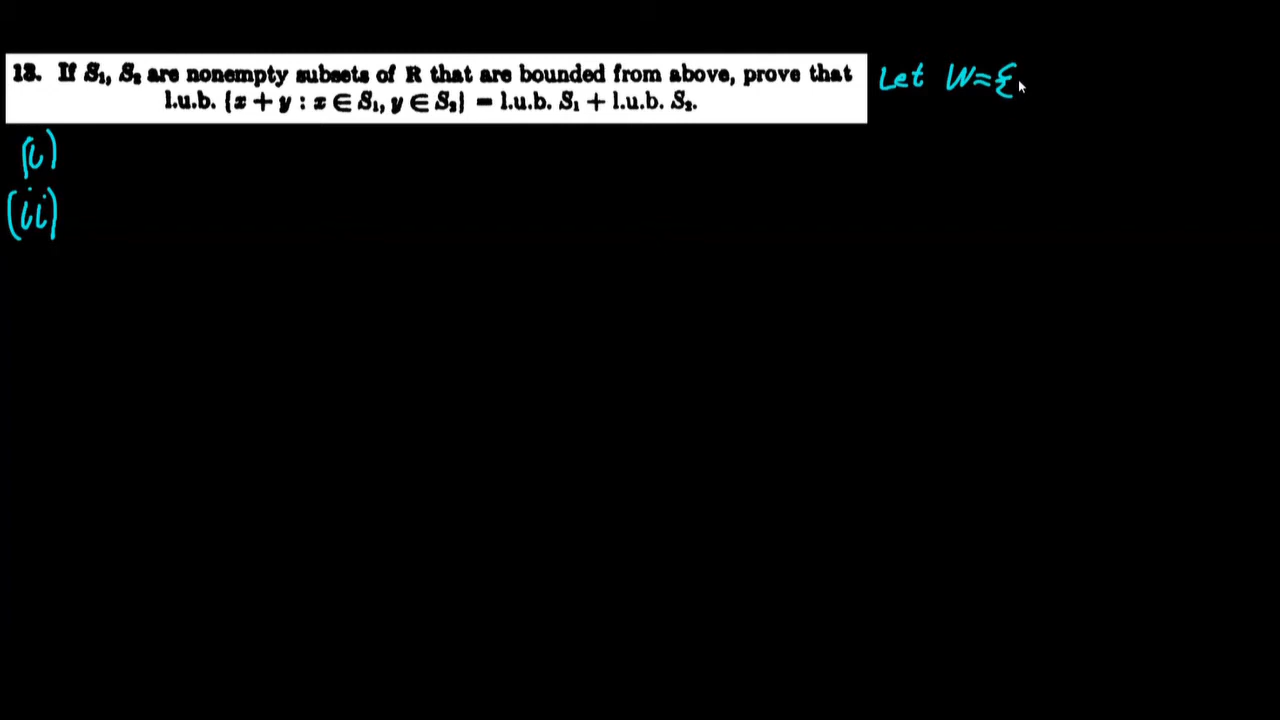 13. If S₁, S₂ are nonempty subsets of R that are bounded from above, prove that
l.u.b. {x + y : x ∈ S₁, y ∈ S₂} = l.u.b. S₁ + l.u.b. S₂.
Let W={
(i)
(ii)